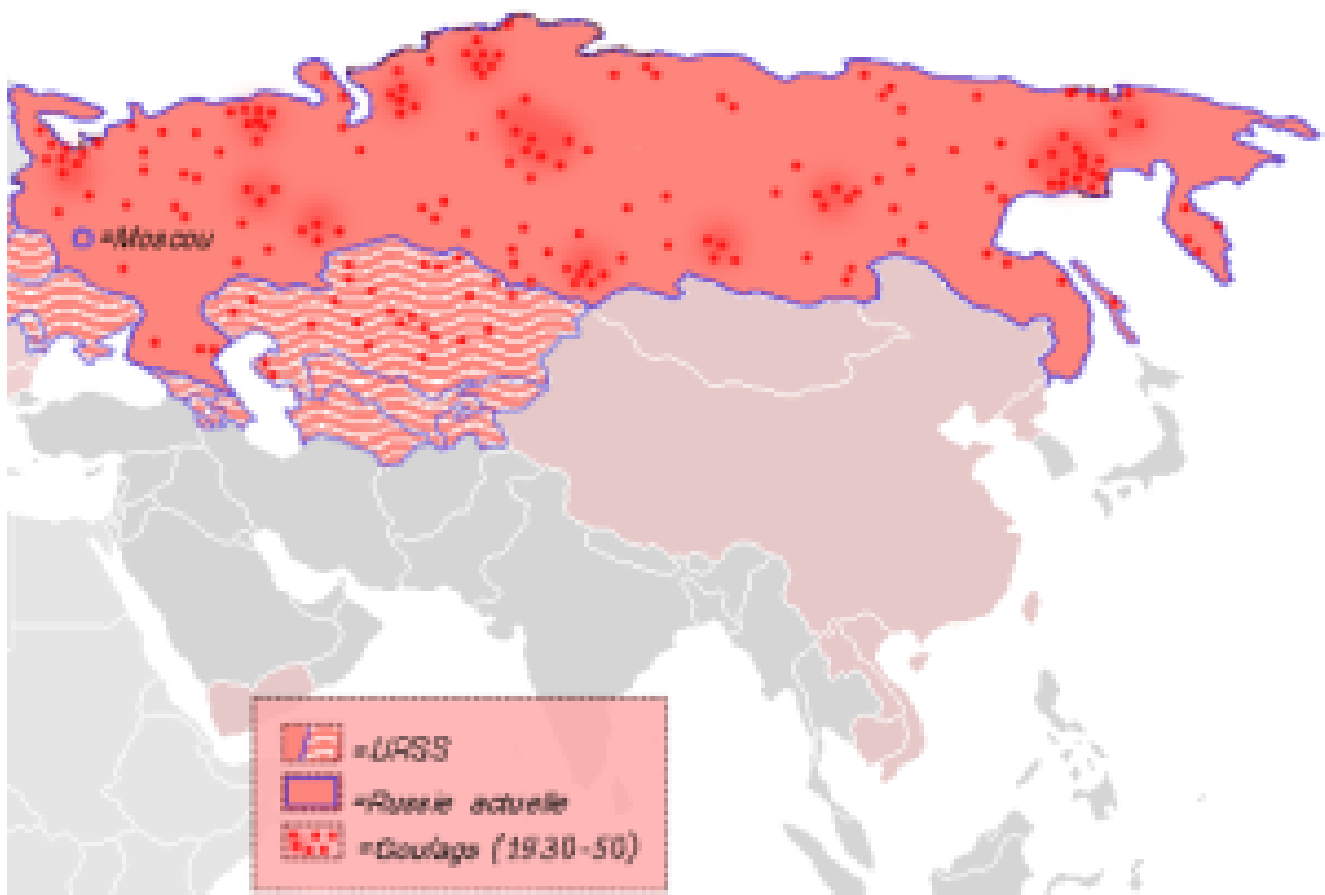 =Moscou
=URSS
=Russie actuelle
=Goulags (1930-50)